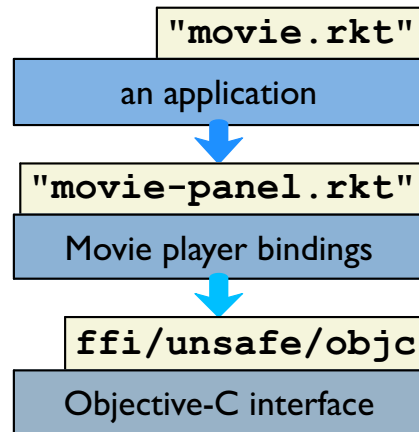 "movie.rkt"
an application
"movie-panel.rkt"
Movie player bindings
ffi/unsafe/objc
Objective-C interface